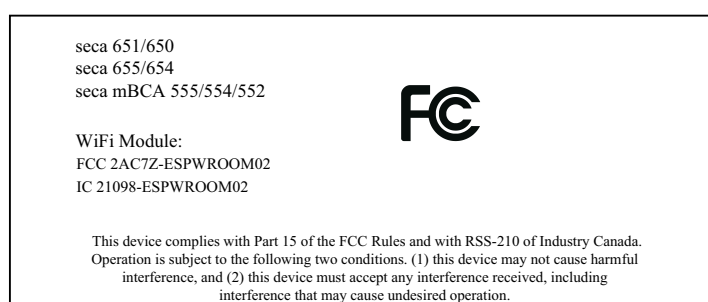 seca 651/650
seca 655/654
seca mBCA 555/554/552
FC
WiFi Module:
FCC 2AC7Z-ESPWROOM02
IC 21098-ESPWROOM02
This device complies with Part 15 of the FCC Rules and with RSS-210 of Industry Canada.
Operation is subject to the following two conditions. (1) this device may not cause harmful
interference, and (2) this device must accept any interference received, including
interference that may cause undesired operation.